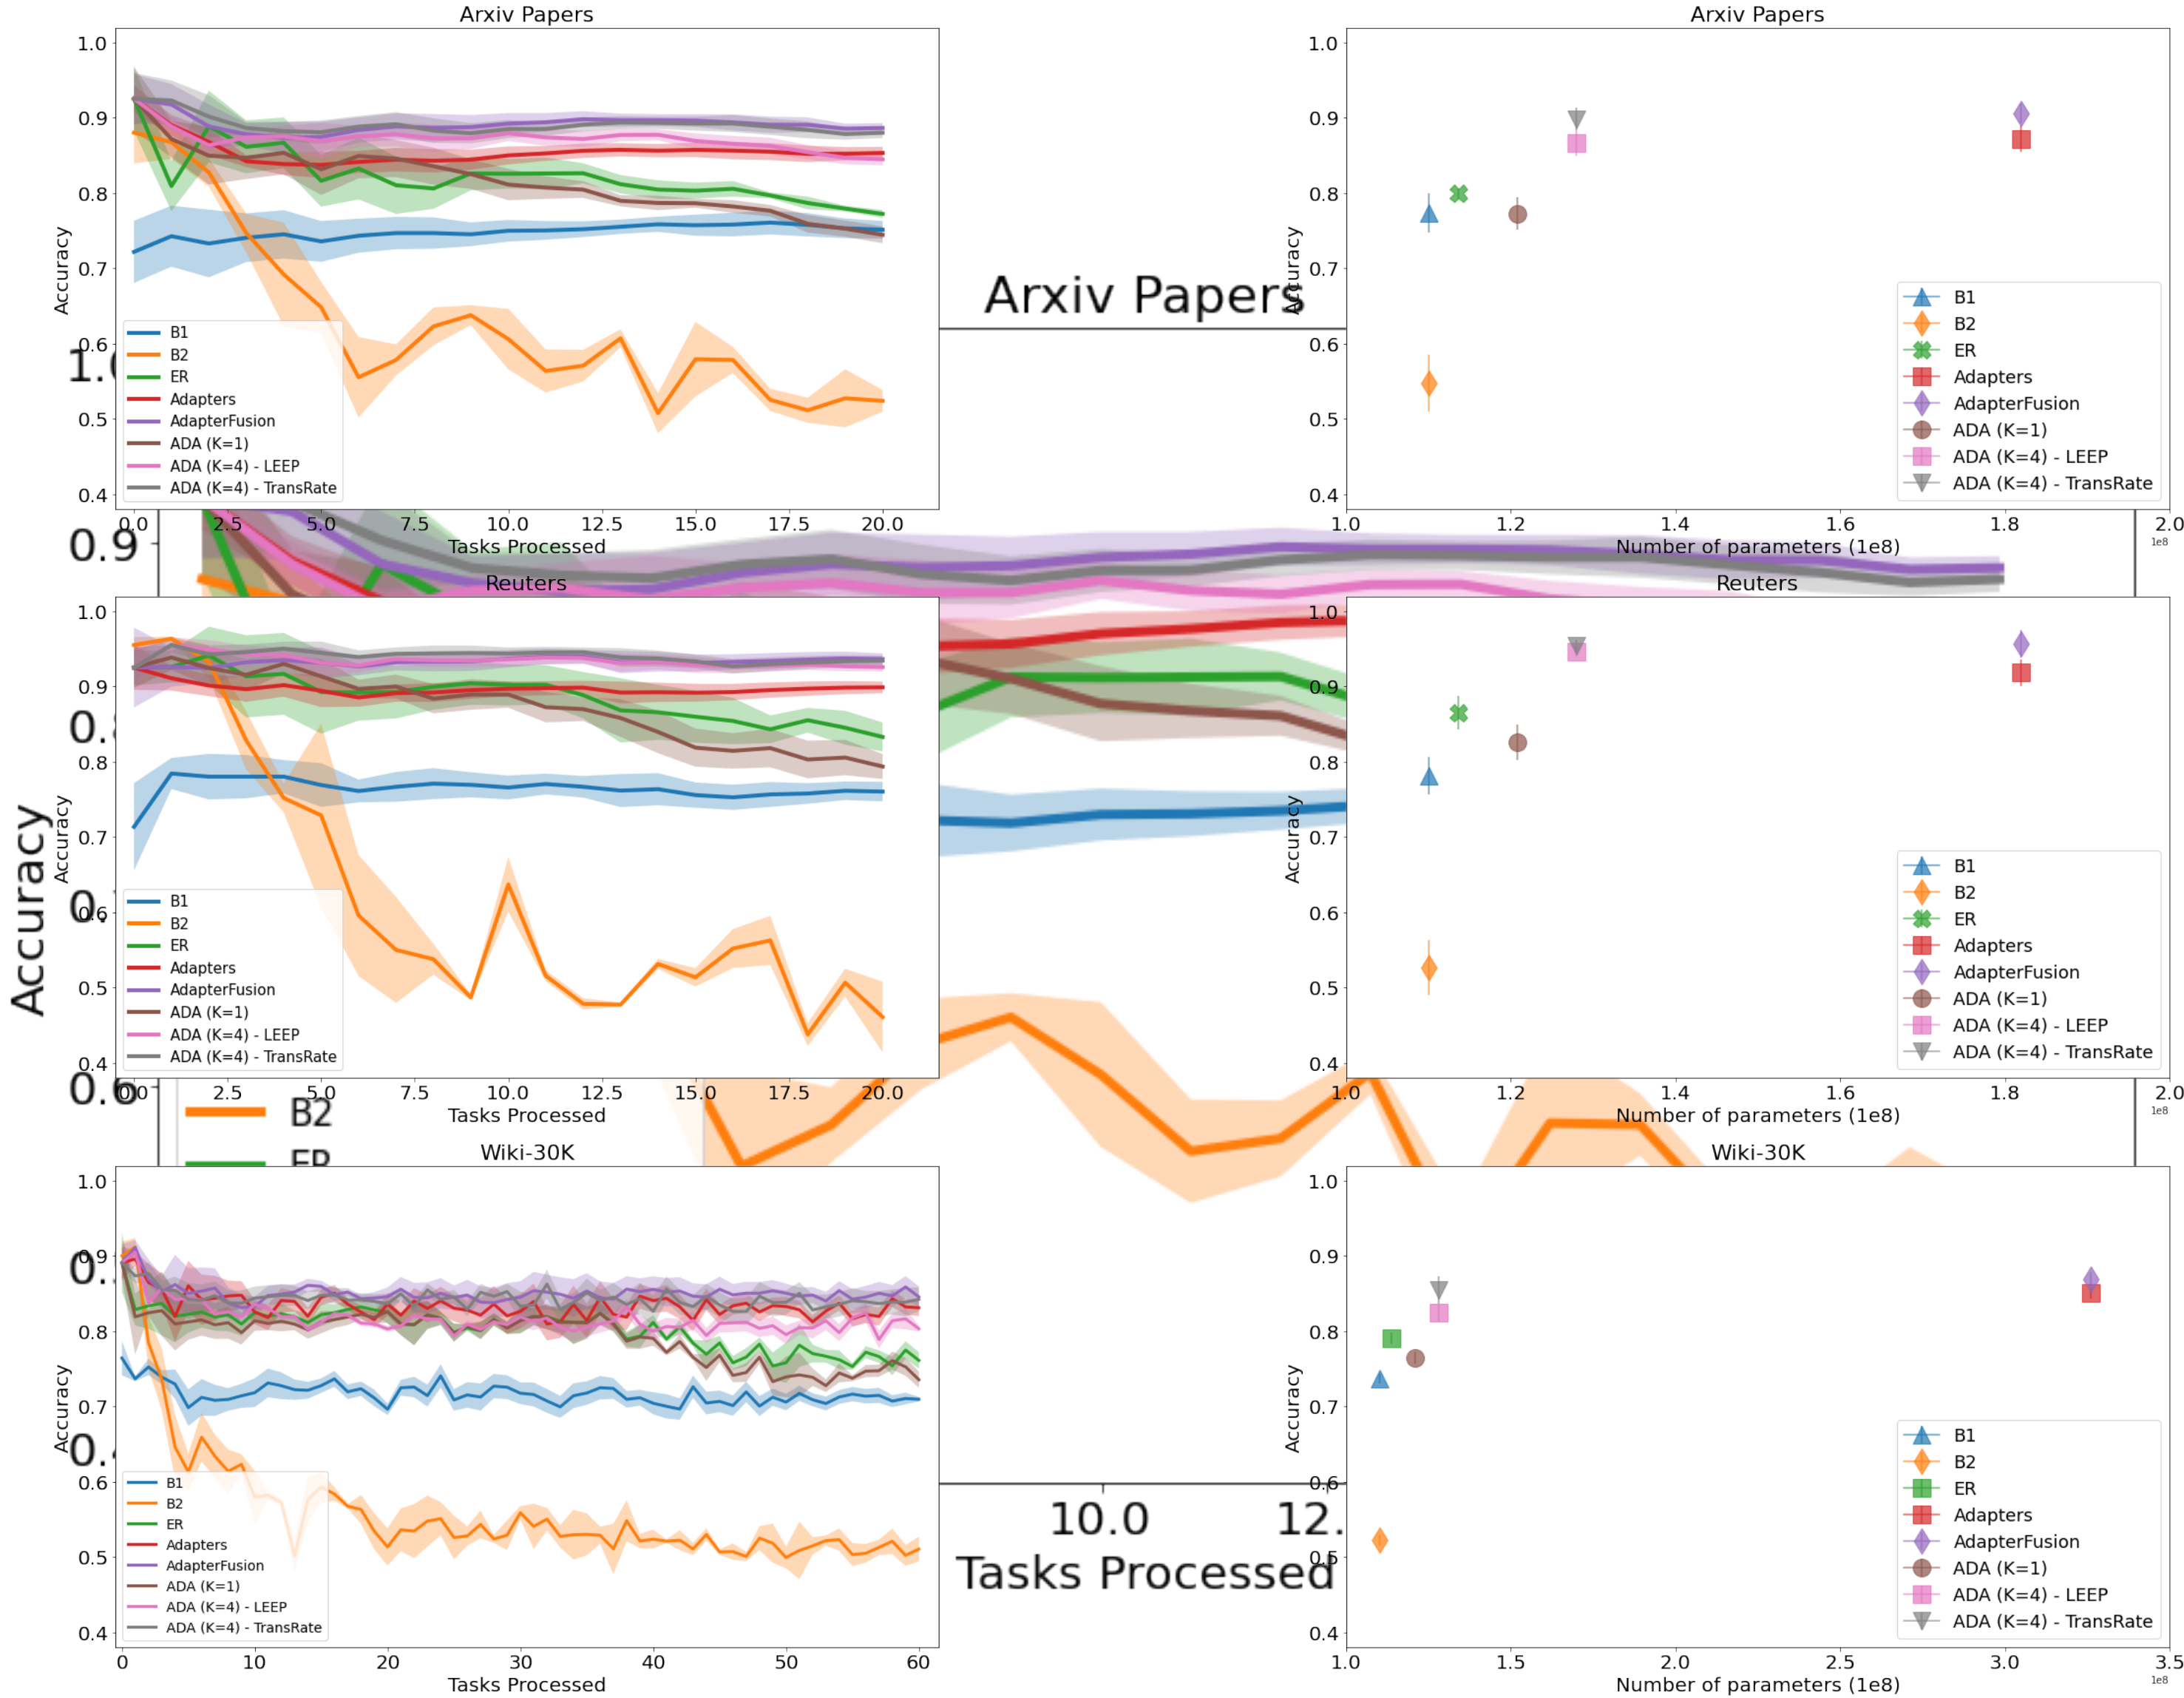 Arxiv Papers
Accuracy
1.0
0.9
0.8
0.7
0.6
0.5
0.4
B1
B2
ER
Adapters
AdapterFusion
ADA (K=1)
ADA (K=4) - LEEP
ADA (K=4) - TransRate
0.0 2.5 5.0 7.5 10.0 12.5 15.0 17.5 20.0
Tasks Processed
Arxiv Papers
Accuracy
1.0
0.9
0.8
0.7
0.6
0.5
0.4
B1
B2
ER
Adapters
AdapterFusion
ADA (K=1)
ADA (K=4) - LEEP
ADA (K=4) - TransRate
1.0 1.2 1.4 1.6 1.8 2.0
1e8
Number of parameters (1e8)
Arxiv Papers
Accuracy
0.9
B2
ER
10.0
Tasks Processed
Reuters
Accuracy
1.0
0.9
0.8
0.7
0.6
0.5
0.4
B1
B2
ER
Adapters
AdapterFusion
ADA (K=1)
ADA (K=4) - LEEP
ADA (K=4) - TransRate
0.0 2.5 5.0 7.5 10.0 12.5 15.0 17.5 20.0
Tasks Processed
Reuters
Accuracy
1.0
0.9
0.8
0.7
0.6
0.5
0.4
B1
B2
ER
Adapters
AdapterFusion
ADA (K=1)
ADA (K=4) - LEEP
ADA (K=4) - TransRate
1.0 1.2 1.4 1.6 1.8 2.0
1e8
Number of parameters (1e8)
Wiki-30K
Accuracy
1.0
0.9
0.8
0.7
0.6
0.5
0.4
B1
B2
ER
Adapters
AdapterFusion
ADA (K=1)
ADA (K=4) - LEEP
ADA (K=4) - TransRate
0 10 20 30 40 50 60
Tasks Processed
Wiki-30K
Accuracy
1.0
0.9
0.8
0.7
0.6
0.5
0.4
B1
B2
ER
Adapters
AdapterFusion
ADA (K=1)
ADA (K=4) - LEEP
ADA (K=4) - TransRate
1.0 1.5 2.0 2.5 3.0 3.5
1e8
Number of parameters (1e8)